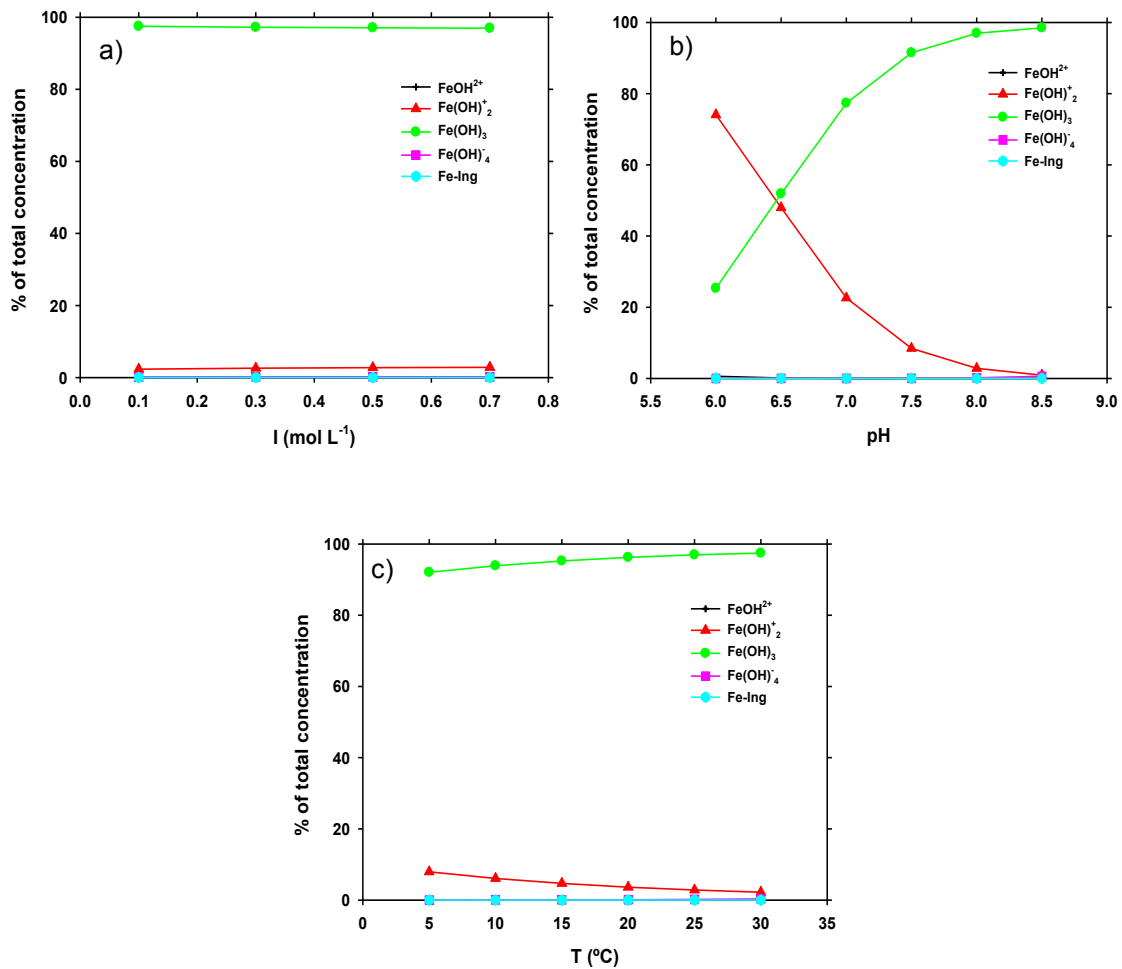 a)
% of total concentration
100
80
60
40
20
0
FeOH²⁺
Fe(OH)⁺₂
Fe(OH)₃
Fe(OH)⁻₄
Fe-Ing
0.0 0.1 0.2 0.3 0.4 0.5 0.6 0.7 0.8
I (mol L⁻¹)
b)
% of total concentration
100
80
60
40
20
0
FeOH²⁺
Fe(OH)⁺₂
Fe(OH)₃
Fe(OH)⁻₄
Fe-Ing
5.5 6.0 6.5 7.0 7.5 8.0 8.5 9.0
pH
c)
% of total concentration
100
80
60
40
20
0
FeOH²⁺
Fe(OH)⁺₂
Fe(OH)₃
Fe(OH)⁻₄
Fe-Ing
0 5 10 15 20 25 30 35
T (ºC)